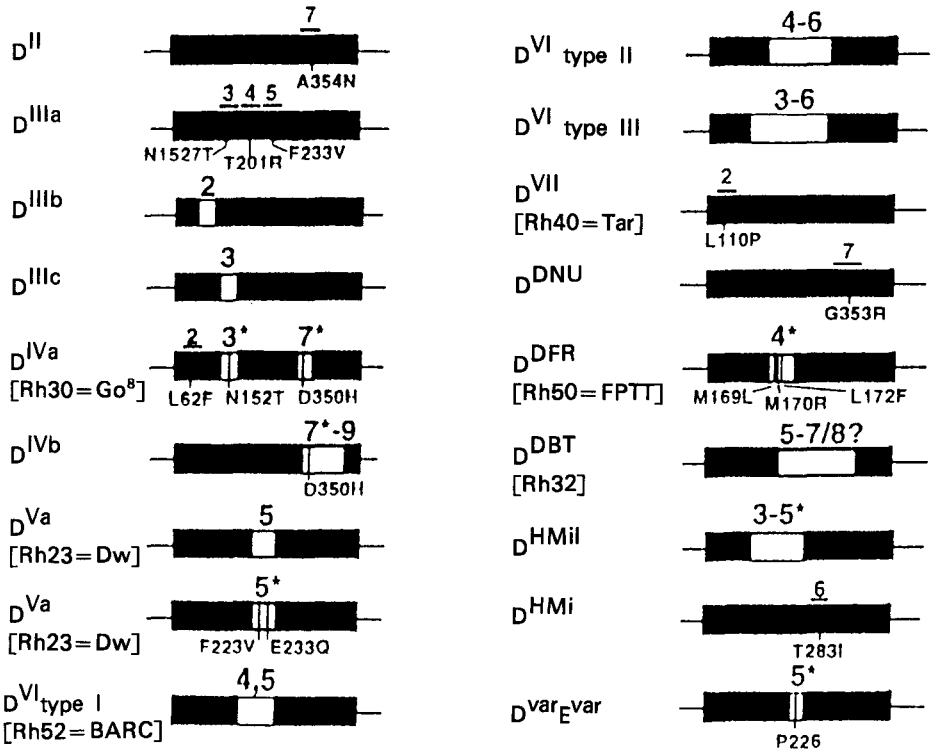 7
D^II
A354N
3 4 5
D^IIIa
N1527T T201R F233V
2
D^IIIb
3
D^IIIc
2 3* 7*
D^IVa
[Rh30=Go⁸] L62F N152T D350H
7*-9
D^IVb
D350H
5
D^Va
[Rh23=Dw]
5*
D^Va
[Rh23=Dw] F223V E233Q
4,5
D^VI type I
[Rh52=BARC]
4-6
D^VI type II
3-6
D^VI type III
2
D^VII
[Rh40=Tar] L110P
7
D^DNU
G353R
4*
D^DFR
[Rh50=FPTT] M169L M170R L172F
5-7/8?
D^DBT
[Rh32]
3-5*
D^HMiI
6
D^HMi
T283I
5*
D^var E^var
P226